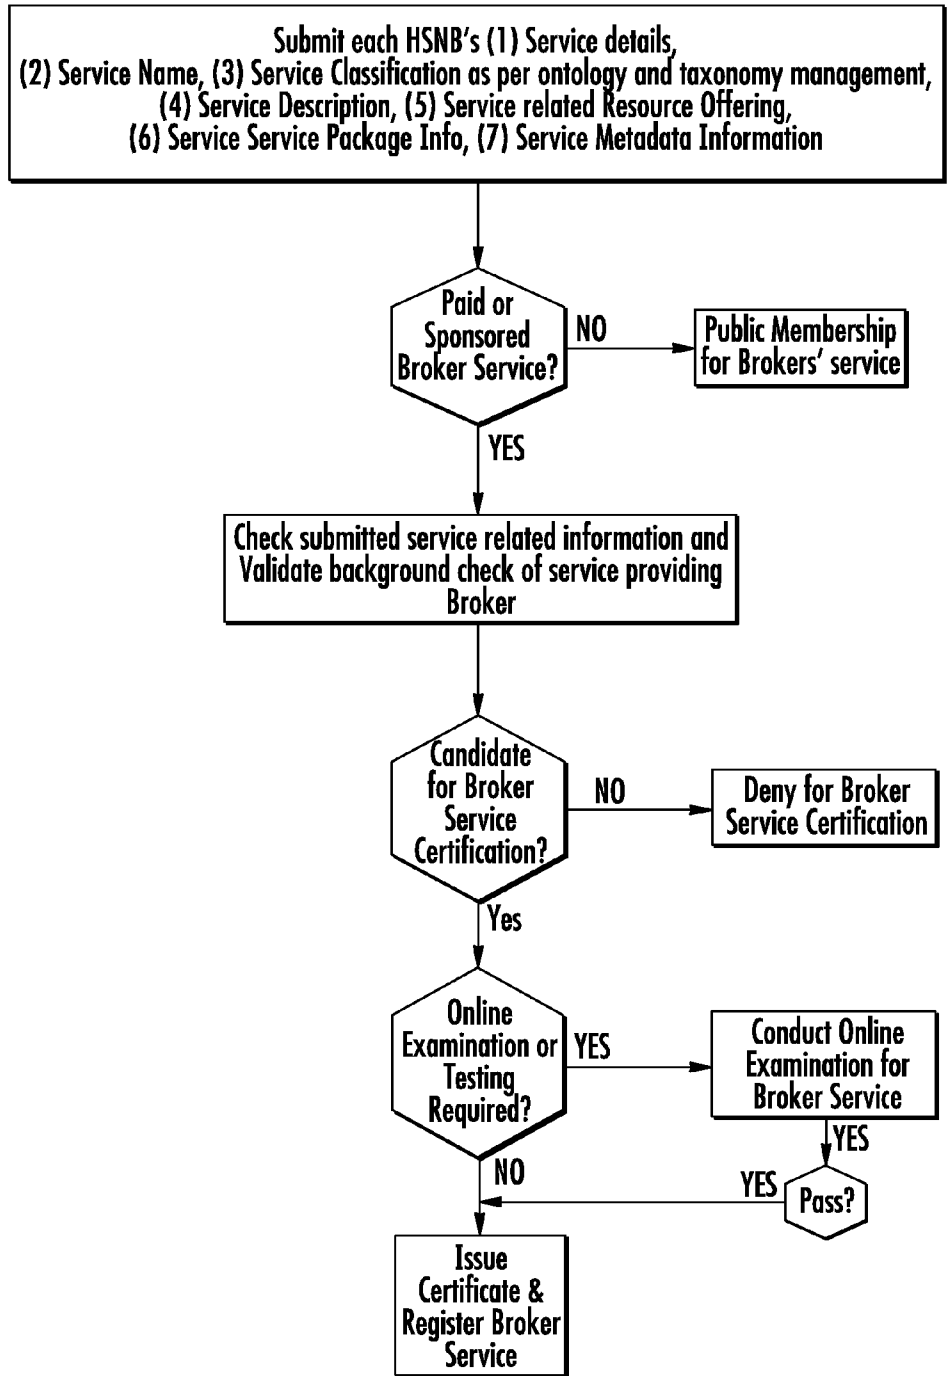 Submit each HSNB's (1) Service details,
(2) Service Name, (3) Service Classification as per ontology and taxonomy management,
(4) Service Description, (5) Service related Resource Offering,
(6) Service Service Package Info, (7) Service Metadata Information
Paid or
Sponsored
Broker Service?
NO
Public Membership
for Brokers' service
YES
Check submitted service related information and
Validate background check of service providing
Broker
Candidate
for Broker
Service
Certification?
NO
Deny for Broker
Service Certification
Yes
Online
Examination or
Testing
Required?
YES
Conduct Online
Examination for
Broker Service
YES
NO
YES
Pass?
Issue
Certificate &
Register Broker
Service